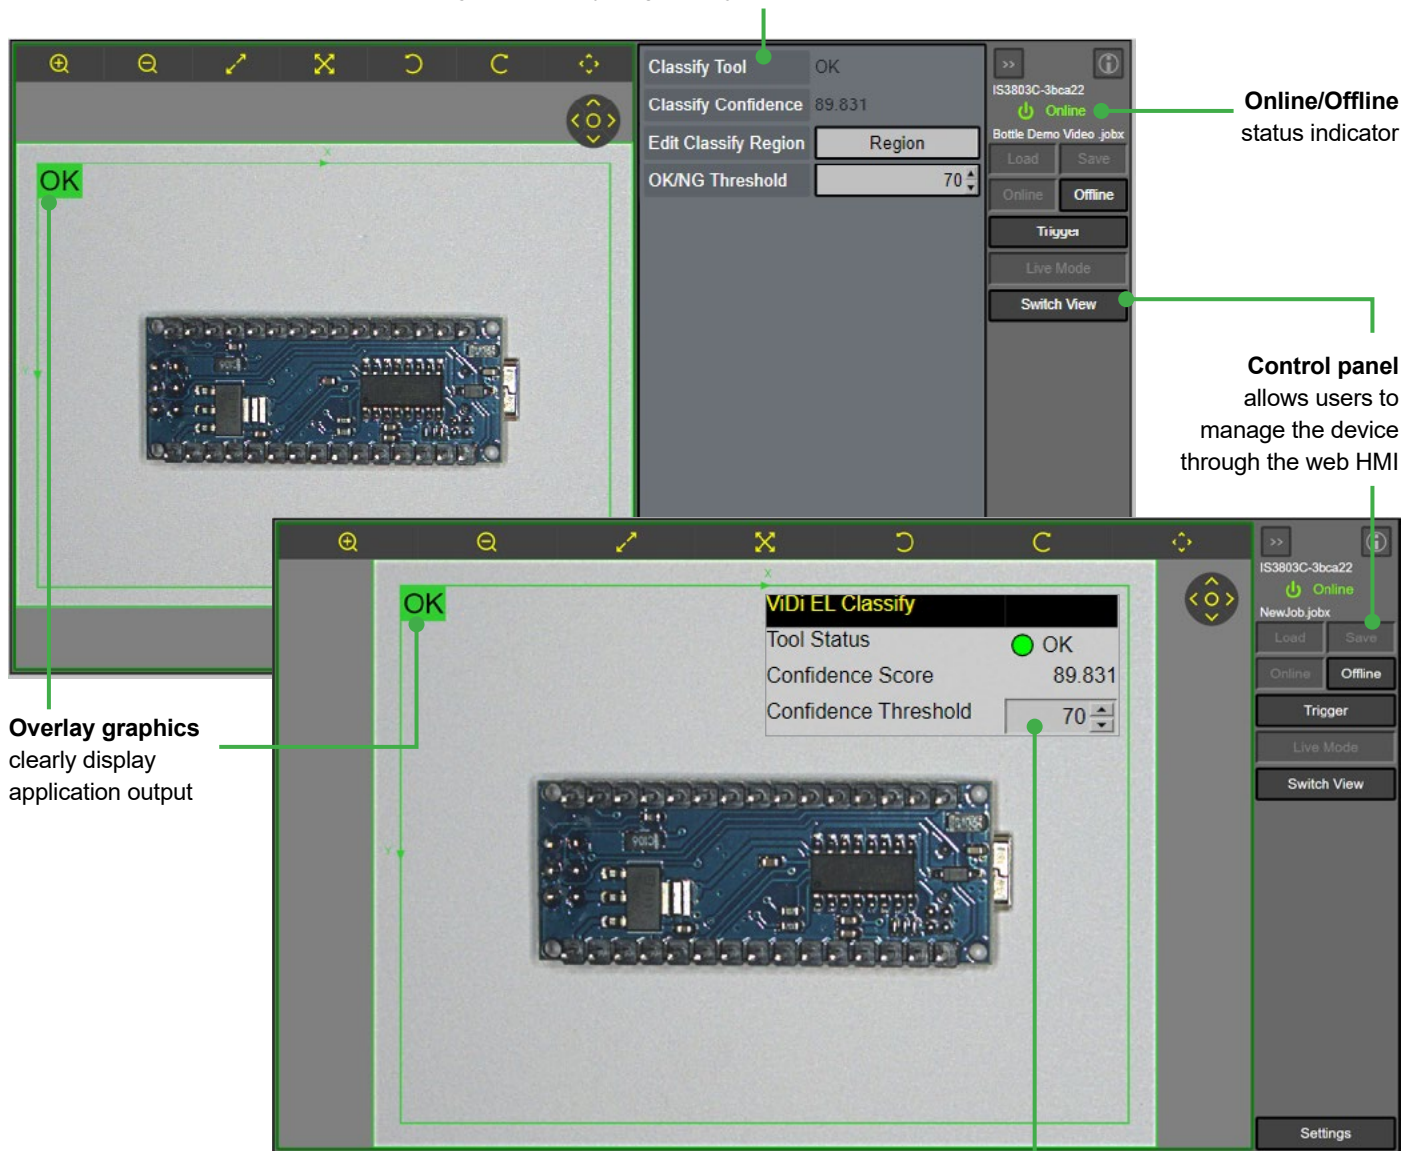 Classify Tool OK
Classify Confidence 89.831
Edit Classify Region Region
OK/NG Threshold 70
IS3803C-3bca22
Online
Bottle Demo Video .jobx
Load Save
Online Offline
Trigger
Live Mode
Switch View
X
OK
Y
Online/Offline
status indicator
Control panel
allows users to
manage the device
through the web HMI
Overlay graphics
clearly display
application output
X
OK
Y
ViDi EL Classify
Tool Status OK
Confidence Score 89.831
Confidence Threshold 70
IS3803C-3bca22
Online
NewJob.jobx
Load Save
Online Offline
Trigger
Live Mode
Switch View
Settings